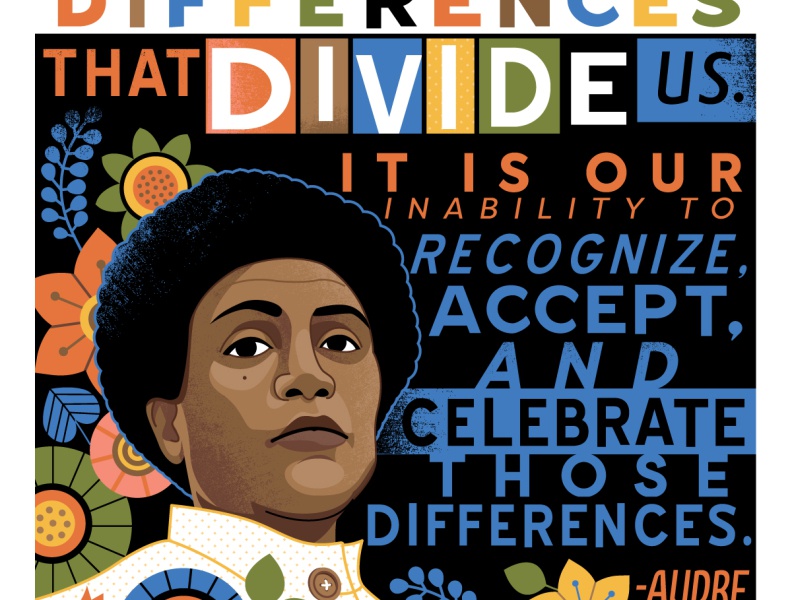 DIFFERENCES
THAT DIVIDE US.
IT IS OUR
INABILITY TO
RECOGNIZE,
ACCEPT,
AND
CELEBRATE
THOSE
DIFFERENCES.
-AUDRE